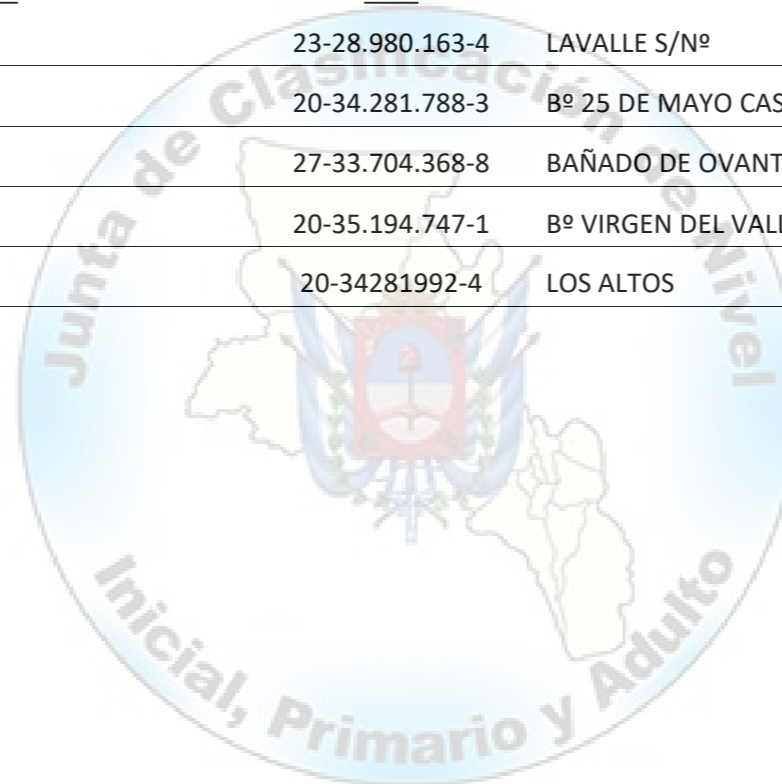 23-28.980.163-4 LAVALLE S/Nº
20-34.281.788-3 Bº 25 DE MAYO CAS
27-33.704.368-8 BAÑADO DE OVANT
20-35.194.747-1 Bº VIRGEN DEL VALL
20-34281992-4 LOS ALTOS
Junta de Clasificación de Nivel
Inicial, Primario y Adulto